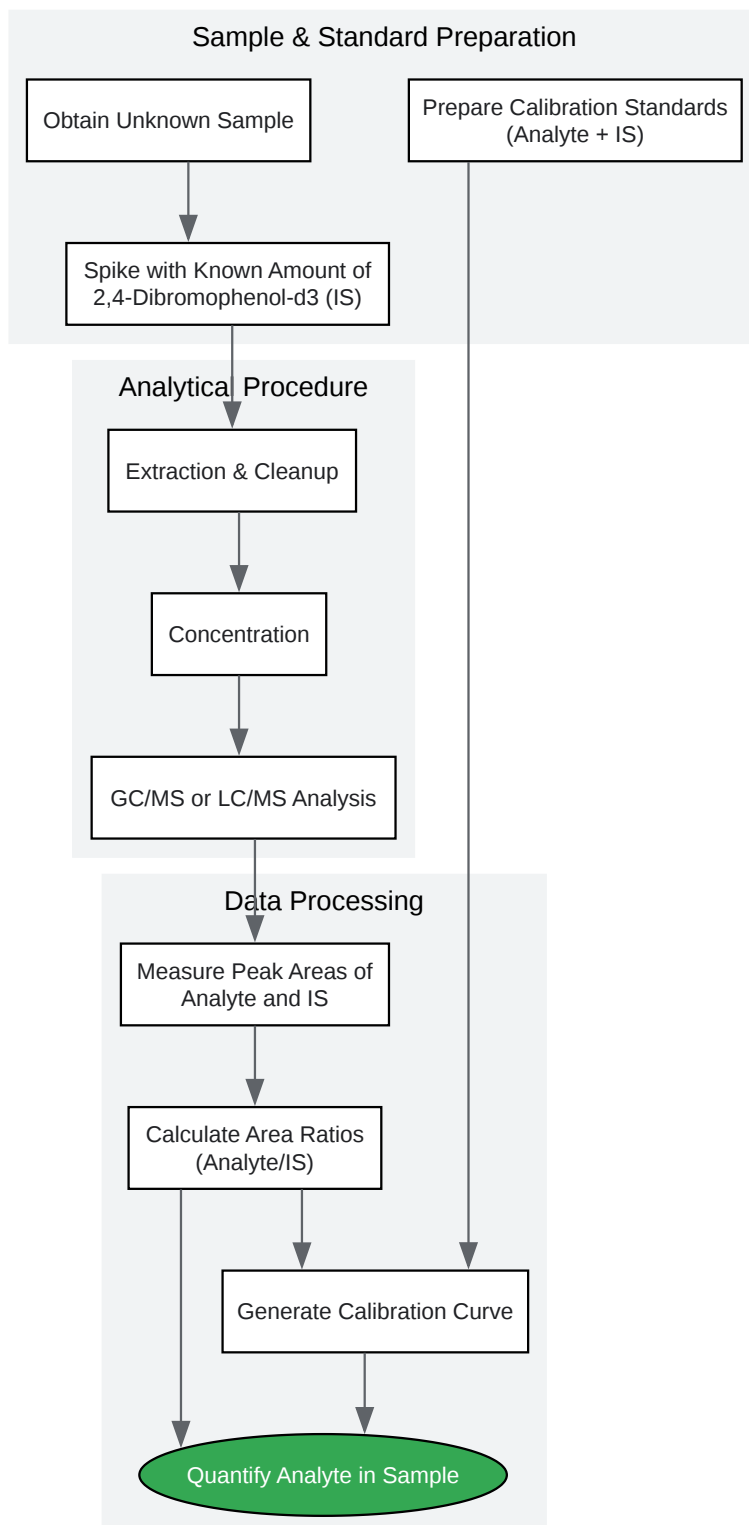 Sample & Standard Preparation
Obtain Unknown Sample
Prepare Calibration Standards
(Analyte + IS)
Spike with Known Amount of
2,4-Dibromophenol-d3 (IS)
Analytical Procedure
Extraction & Cleanup
Concentration
GC/MS or LC/MS Analysis
Data Processing
Measure Peak Areas of
Analyte and IS
Calculate Area Ratios
(Analyte/IS)
Generate Calibration Curve
Quantify Analyte in Sample